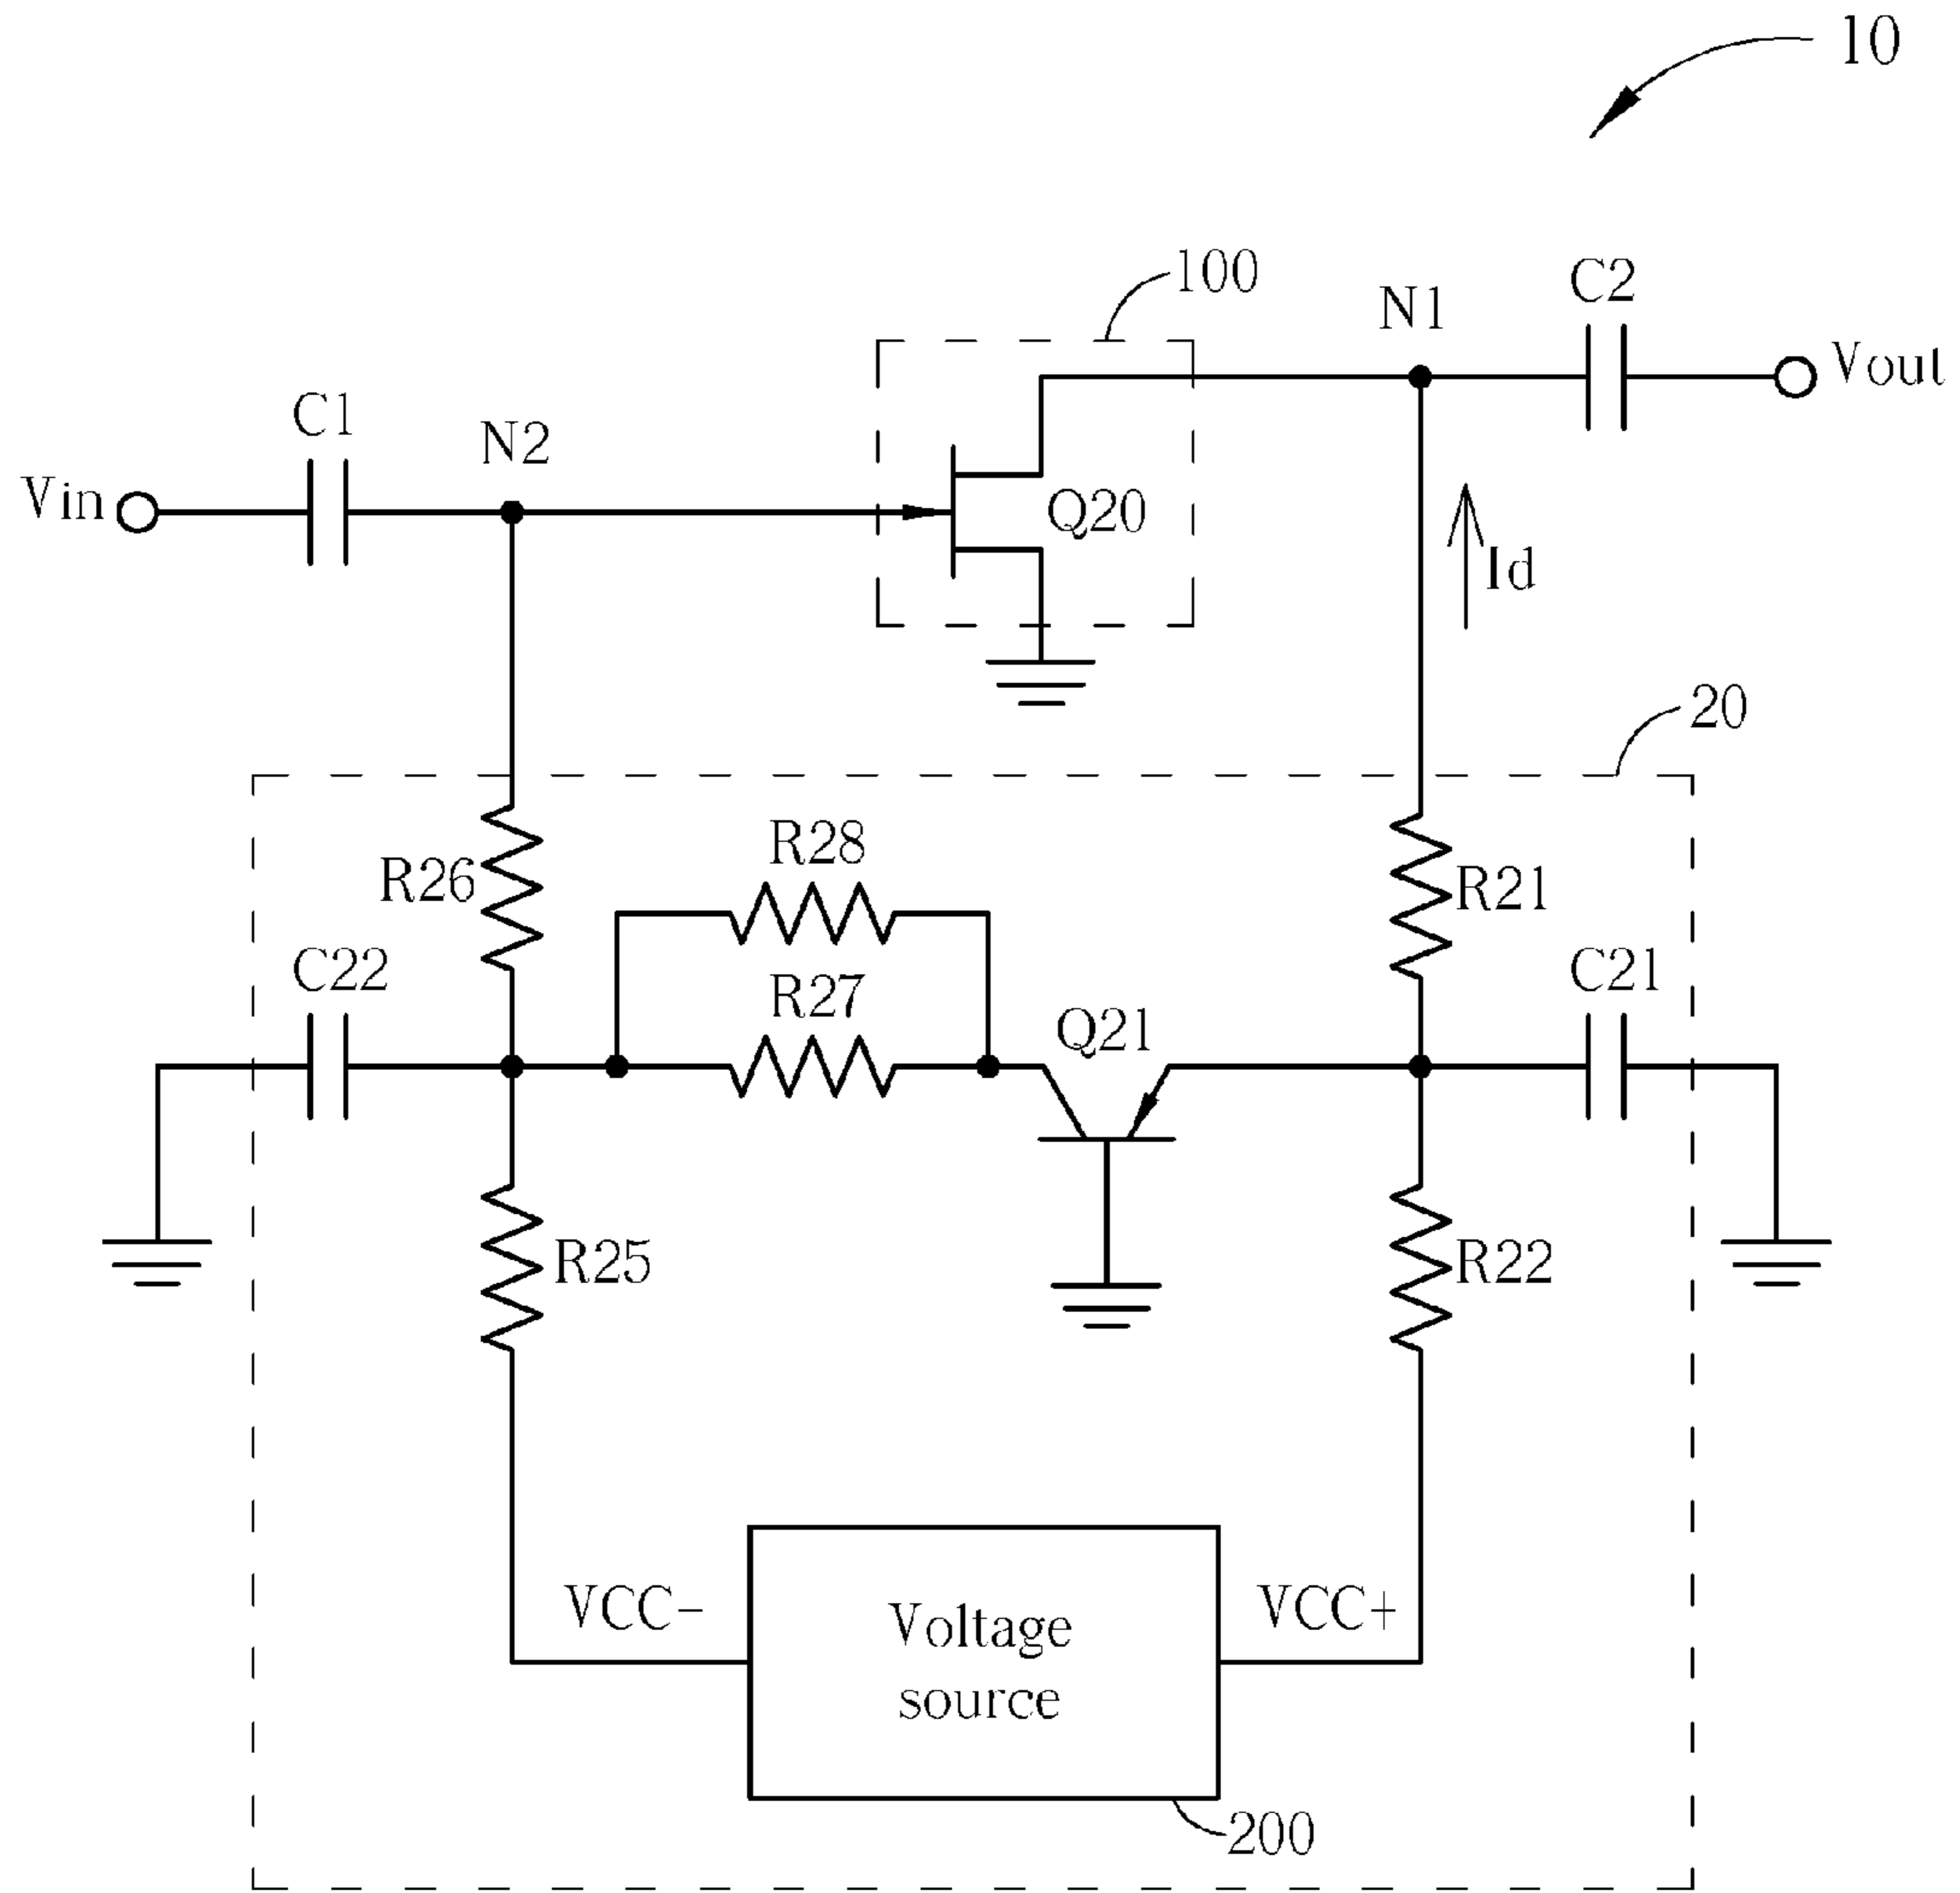 10
100
N1
C2
Vout
C1
N2
Vin
Q20
Id
20
R28
R26
R21
C22
R27
Q21
C21
R25
R22
VCC-
Voltage
source
VCC+
200